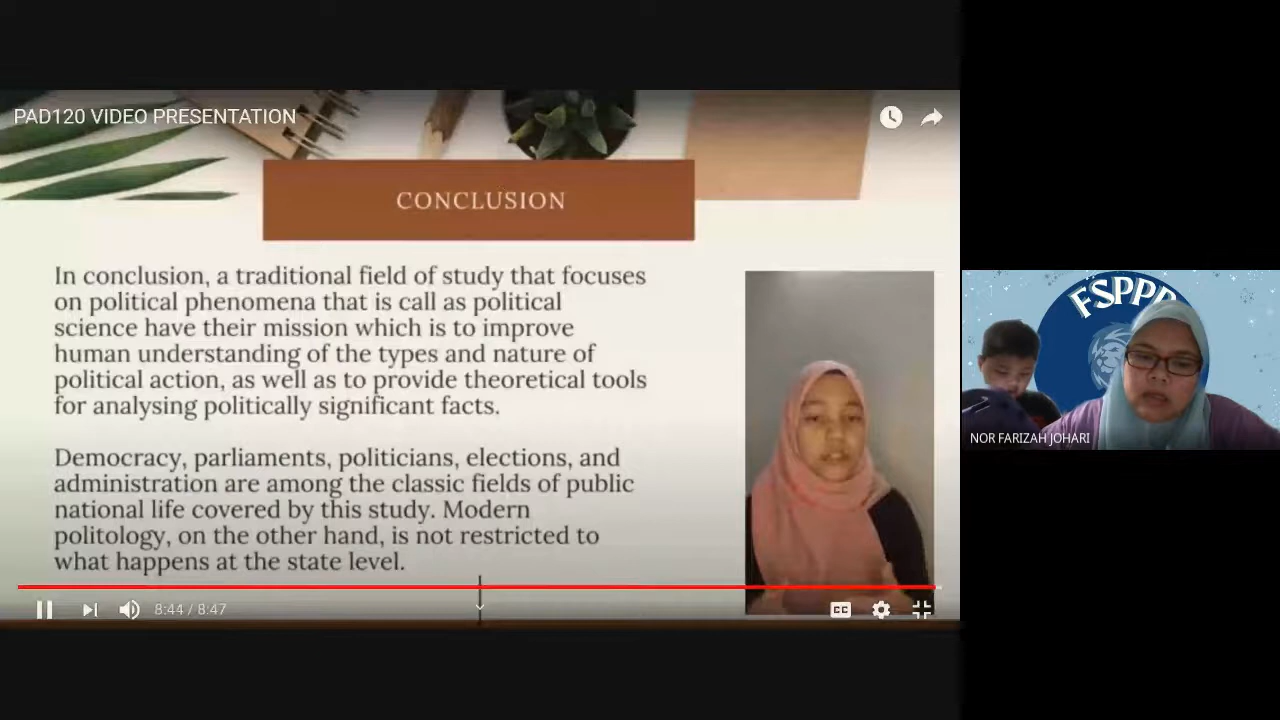 PAD120 VIDEO PRESENTATION
CONCLUSION
In conclusion, a traditional field of study that focuses
on political phenomena that is call as political
science have their mission which is to improve
human understanding of the types and nature of
political action, as well as to provide theoretical tools
for analysing politically significant facts.
Democracy, parliaments, politicians, elections, and
administration are among the classic fields of public
national life covered by this study. Modern
politology, on the other hand, is not restricted to
what happens at the state level.
8:44 / 8:47
CC
FSPPP
NOR FARIZAH JOHARI